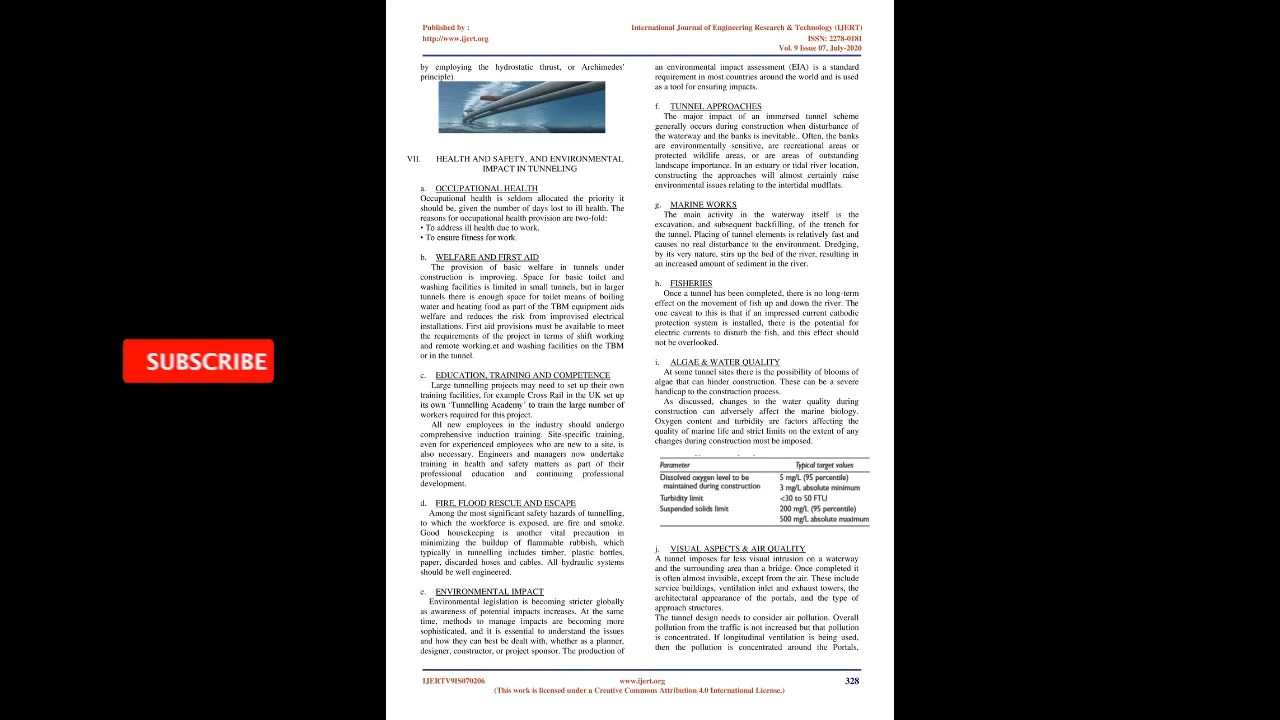 Published by :
http://www.ijert.org
International Journal of Engineering Research & Technology (IJERT)
ISSN: 2278-0181
Vol. 9 Issue 07, July-2020
by employing the hydrostatic thrust, or Archimedes'
principle)
VII. HEALTH AND SAFETY, AND ENVIRONMENTAL
IMPACT IN TUNNELING
a. OCCUPATIONAL HEALTH
Occupational health is seldom allocated the priority it
should be, given the number of days lost to ill health. The
reasons for occupational health provision are two-fold:
• To address ill health due to work.
• To ensure fitness for work.
b. WELFARE AND FIRST AID
The provision of basic welfare in tunnels under
construction is improving. Space for basic toilet and
washing facilities is limited in small tunnels, but in larger
tunnels there is enough space for toilet means of boiling
water and heating food as part of the TBM equipment aids
welfare and reduces the risk from improvised electrical
installations. First aid provisions must be available to meet
the requirements of the project in terms of shift working
and remote working.et and washing facilities on the TBM
or in the tunnel.
c. EDUCATION, TRAINING AND COMPETENCE
Large tunnelling projects may need to set up their own
training facilities, for example Cross Rail in the UK set up
its own ‘Tunnelling Academy’ to train the large number of
workers required for this project.
All new employees in the industry should undergo
comprehensive induction training. Site-specific training,
even for experienced employees who are new to a site, is
also necessary. Engineers and managers now undertake
training in health and safety matters as part of their
professional education and continuing professional
development.
d. FIRE, FLOOD RESCUE AND ESCAPE
Among the most significant safety hazards of tunnelling,
to which the workforce is exposed, are fire and smoke.
Good housekeeping is another vital precaution in
minimizing the buildup of flammable rubbish, which
typically in tunnelling includes timber, plastic bottles,
paper, discarded hoses and cables. All hydraulic systems
should be well engineered.
e. ENVIRONMENTAL IMPACT
Environmental legislation is becoming stricter globally
as awareness of potential impacts increases. At the same
time, methods to manage impacts are becoming more
sophisticated, and it is essential to understand the issues
and how they can best be dealt with, whether as a planner,
designer, constructor, or project sponsor. The production of
an environmental impact assessment (EIA) is a standard
requirement in most countries around the world and is used
as a tool for ensuring impacts.
f. TUNNEL APPROACHES
The major impact of an immersed tunnel scheme
generally occurs during construction when disturbance of
the waterway and the banks is inevitable.. Often, the banks
are environmentally sensitive, are recreational areas or
protected wildlife areas, or are areas of outstanding
landscape importance. In an estuary or tidal river location,
constructing the approaches will almost certainly raise
environmental issues relating to the intertidal mudflats.
g. MARINE WORKS
The main activity in the waterway itself is the
excavation, and subsequent backfilling, of the trench for
the tunnel. Placing of tunnel elements is relatively fast and
causes no real disturbance to the environment. Dredging,
by its very nature, stirs up the bed of the river, resulting in
an increased amount of sediment in the river.
h. FISHERIES
Once a tunnel has been completed, there is no long-term
effect on the movement of fish up and down the river. The
one caveat to this is that if an impressed current cathodic
protection system is installed, there is the potential for
electric currents to disturb the fish, and this effect should
not be overlooked.
i. ALGAE & WATER QUALITY
At some tunnel sites there is the possibility of blooms of
algae that can hinder construction. These can be a severe
handicap to the construction process.
As discussed, changes to the water quality during
construction can adversely affect the marine biology.
Oxygen content and turbidity are factors affecting the
quality of marine life and strict limits on the extent of any
changes during construction must be imposed.
Parameter Typical target values
Dissolved oxygen level to be 5 mg/L (95 percentile)
maintained during construction 3 mg/L absolute minimum
Turbidity limit <30 to 50 FTU
Suspended solids limit 200 mg/L (95 percentile)
500 mg/L absolute maximum
j. VISUAL ASPECTS & AIR QUALITY
A tunnel imposes far less visual intrusion on a waterway
and the surrounding area than a bridge. Once completed it
is often almost invisible, except from the air. These include
service buildings, ventilation inlet and exhaust towers, the
architectural appearance of the portals, and the type of
approach structures.
The tunnel design needs to consider air pollution. Overall
pollution from the traffic is not increased but that pollution
is concentrated. If longitudinal ventilation is being used,
then the pollution is concentrated around the Portals,
SUBSCRIBE
IJERTV9IS070206
www.ijert.org
328
(This work is licensed under a Creative Commons Attribution 4.0 International License.)